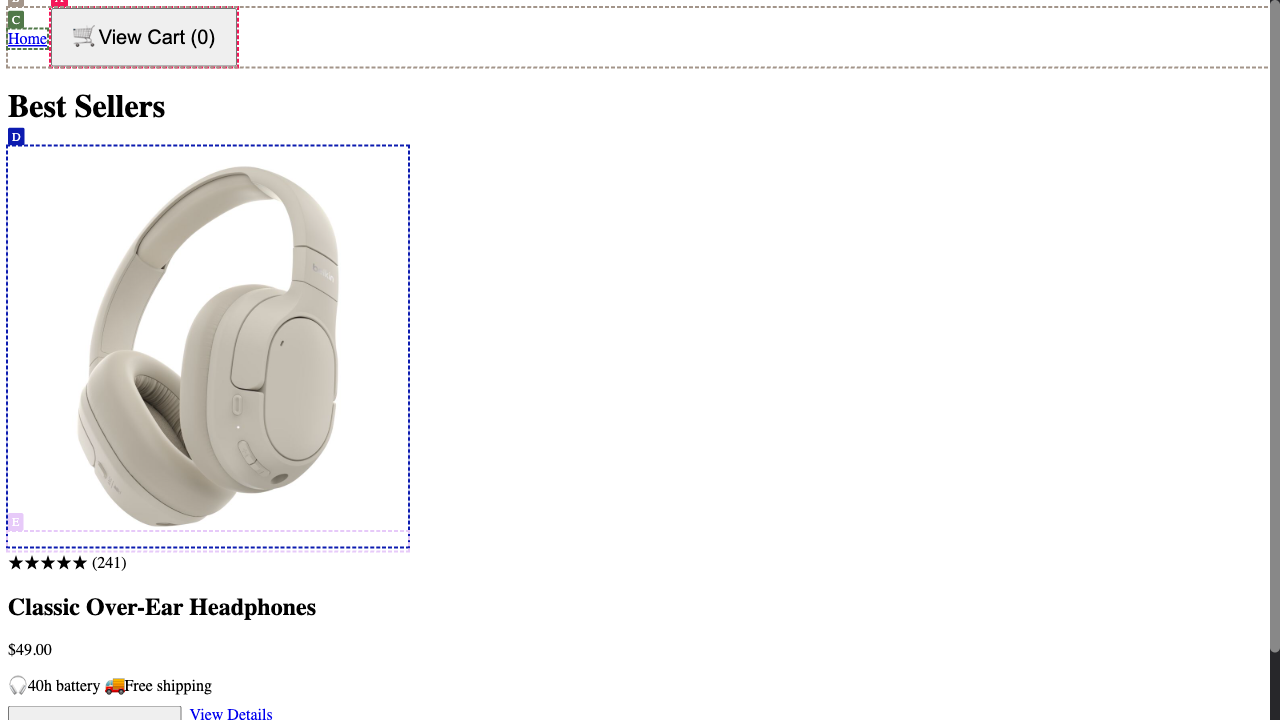 C
Home 🛒View Cart (0)
Best Sellers
D
E
★★★★★ (241)
Classic Over-Ear Headphones
$49.00
🎧40h battery 🚚Free shipping
View Details